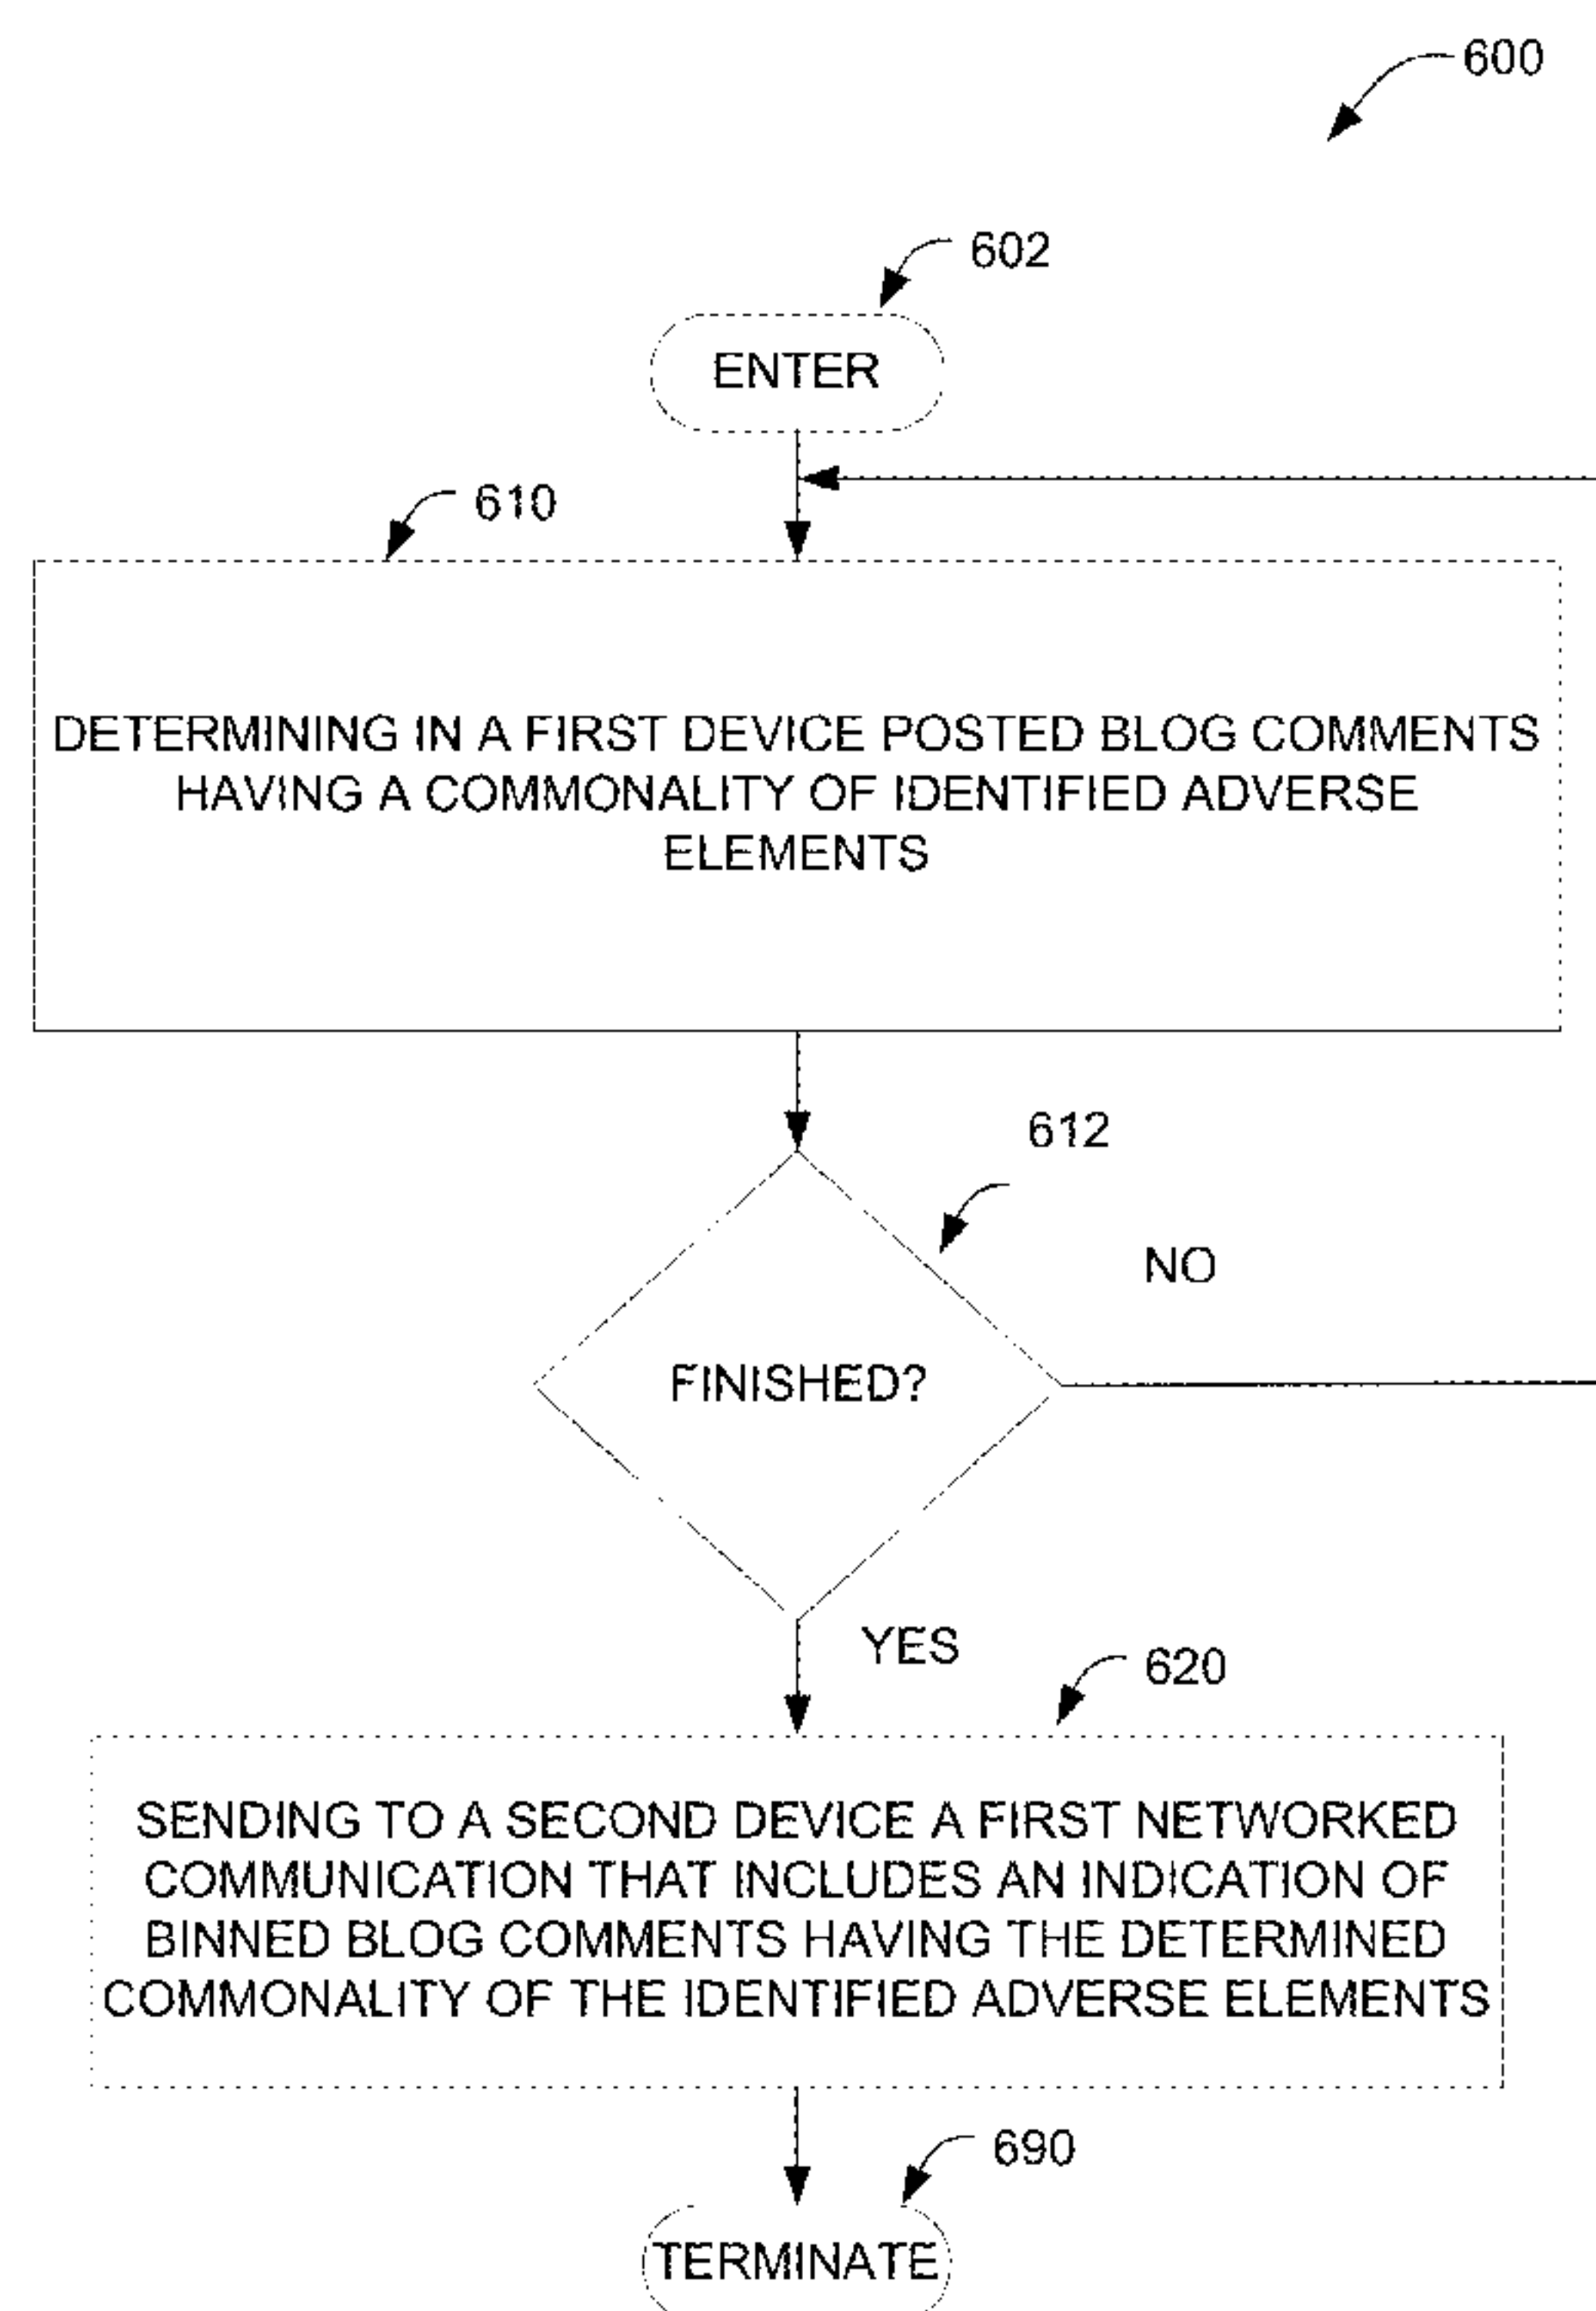 600
602
ENTER
610
DETERMINING IN A FIRST DEVICE POSTED BLOG COMMENTS
HAVING A COMMONALITY OF IDENTIFIED ADVERSE
ELEMENTS
612
NO
FINISHED?
YES
620
SENDING TO A SECOND DEVICE A FIRST NETWORKED
COMMUNICATION THAT INCLUDES AN INDICATION OF
BINNED BLOG COMMENTS HAVING THE DETERMINED
COMMONALITY OF THE IDENTIFIED ADVERSE ELEMENTS
690
TERMINATE